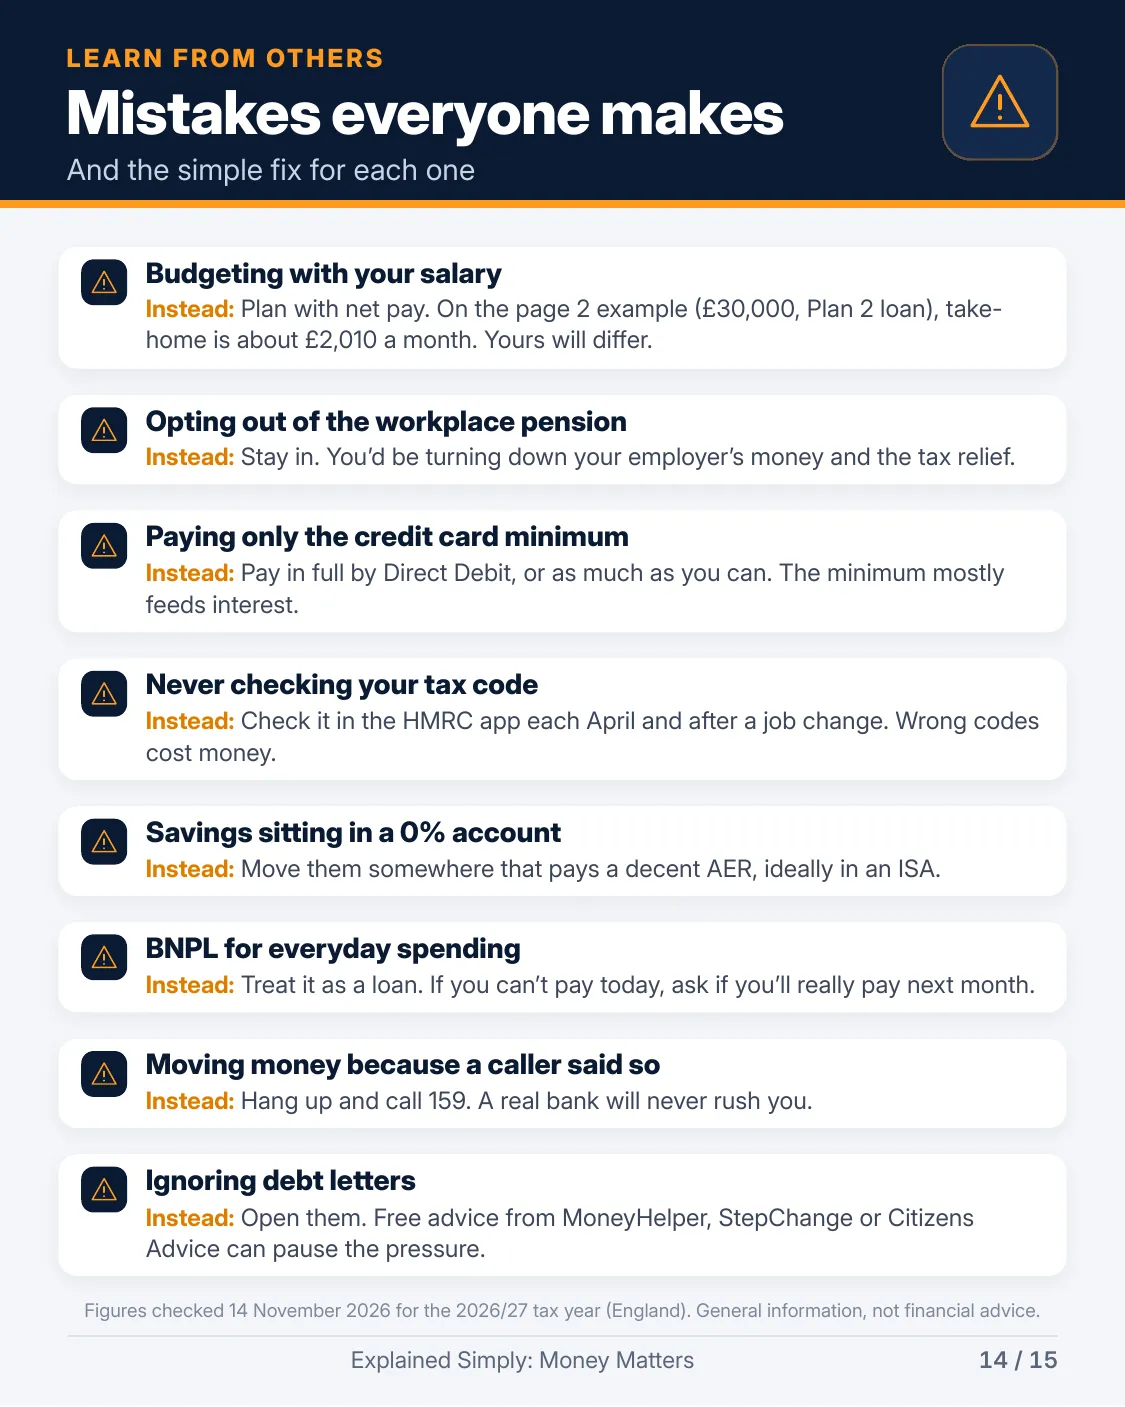 LEARN FROM OTHERS
Mistakes everyone makes
And the simple fix for each one
Budgeting with your salary
Instead: Plan with net pay. On the page 2 example (£30,000, Plan 2 loan), take-
home is about £2,010 a month. Yours will differ.
Opting out of the workplace pension
Instead: Stay in. You’d be turning down your employer’s money and the tax relief.
Paying only the credit card minimum
Instead: Pay in full by Direct Debit, or as much as you can. The minimum mostly
feeds interest.
Never checking your tax code
Instead: Check it in the HMRC app each April and after a job change. Wrong codes
cost money.
Savings sitting in a 0% account
Instead: Move them somewhere that pays a decent AER, ideally in an ISA.
BNPL for everyday spending
Instead: Treat it as a loan. If you can’t pay today, ask if you’ll really pay next month.
Moving money because a caller said so
Instead: Hang up and call 159. A real bank will never rush you.
Ignoring debt letters
Instead: Open them. Free advice from MoneyHelper, StepChange or Citizens
Advice can pause the pressure.
Figures checked 14 November 2026 for the 2026/27 tax year (England). General information, not financial advice.
Explained Simply: Money Matters
14 / 15